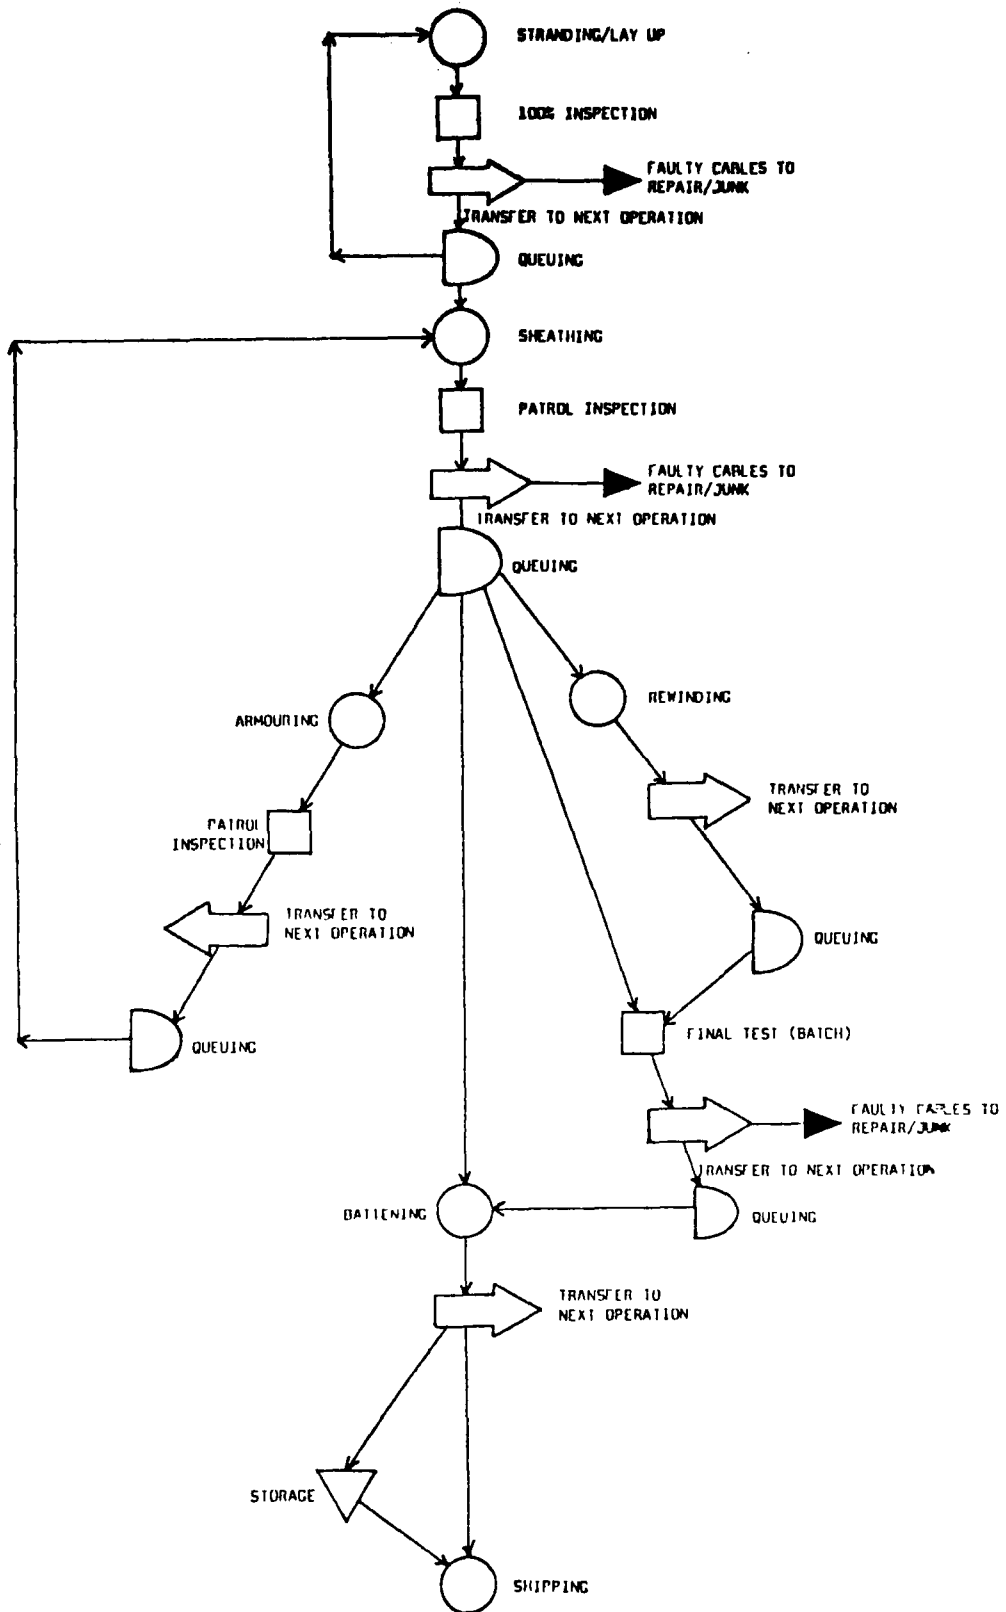 STRANDING/LAY UP
100% INSPECTION
FAULTY CABLES TO
REPAIR/JUNK
TRANSFER TO NEXT OPERATION
QUEUING
SHEATHING
PATROL INSPECTION
FAULTY CABLES TO
REPAIR/JUNK
TRANSFER TO NEXT OPERATION
QUEUING
REWINDING
ARMOURING
TRANSFER TO
NEXT OPERATION
PATROL
INSPECTION
TRANSFER TO
NEXT OPERATION
QUEUING
QUEUING
FINAL TEST (BATCH)
FAULTY CABLES TO
REPAIR/JUNK
TRANSFER TO NEXT OPERATION
BATTENING
QUEUING
TRANSFER TO
NEXT OPERATION
STORAGE
SHIPPING